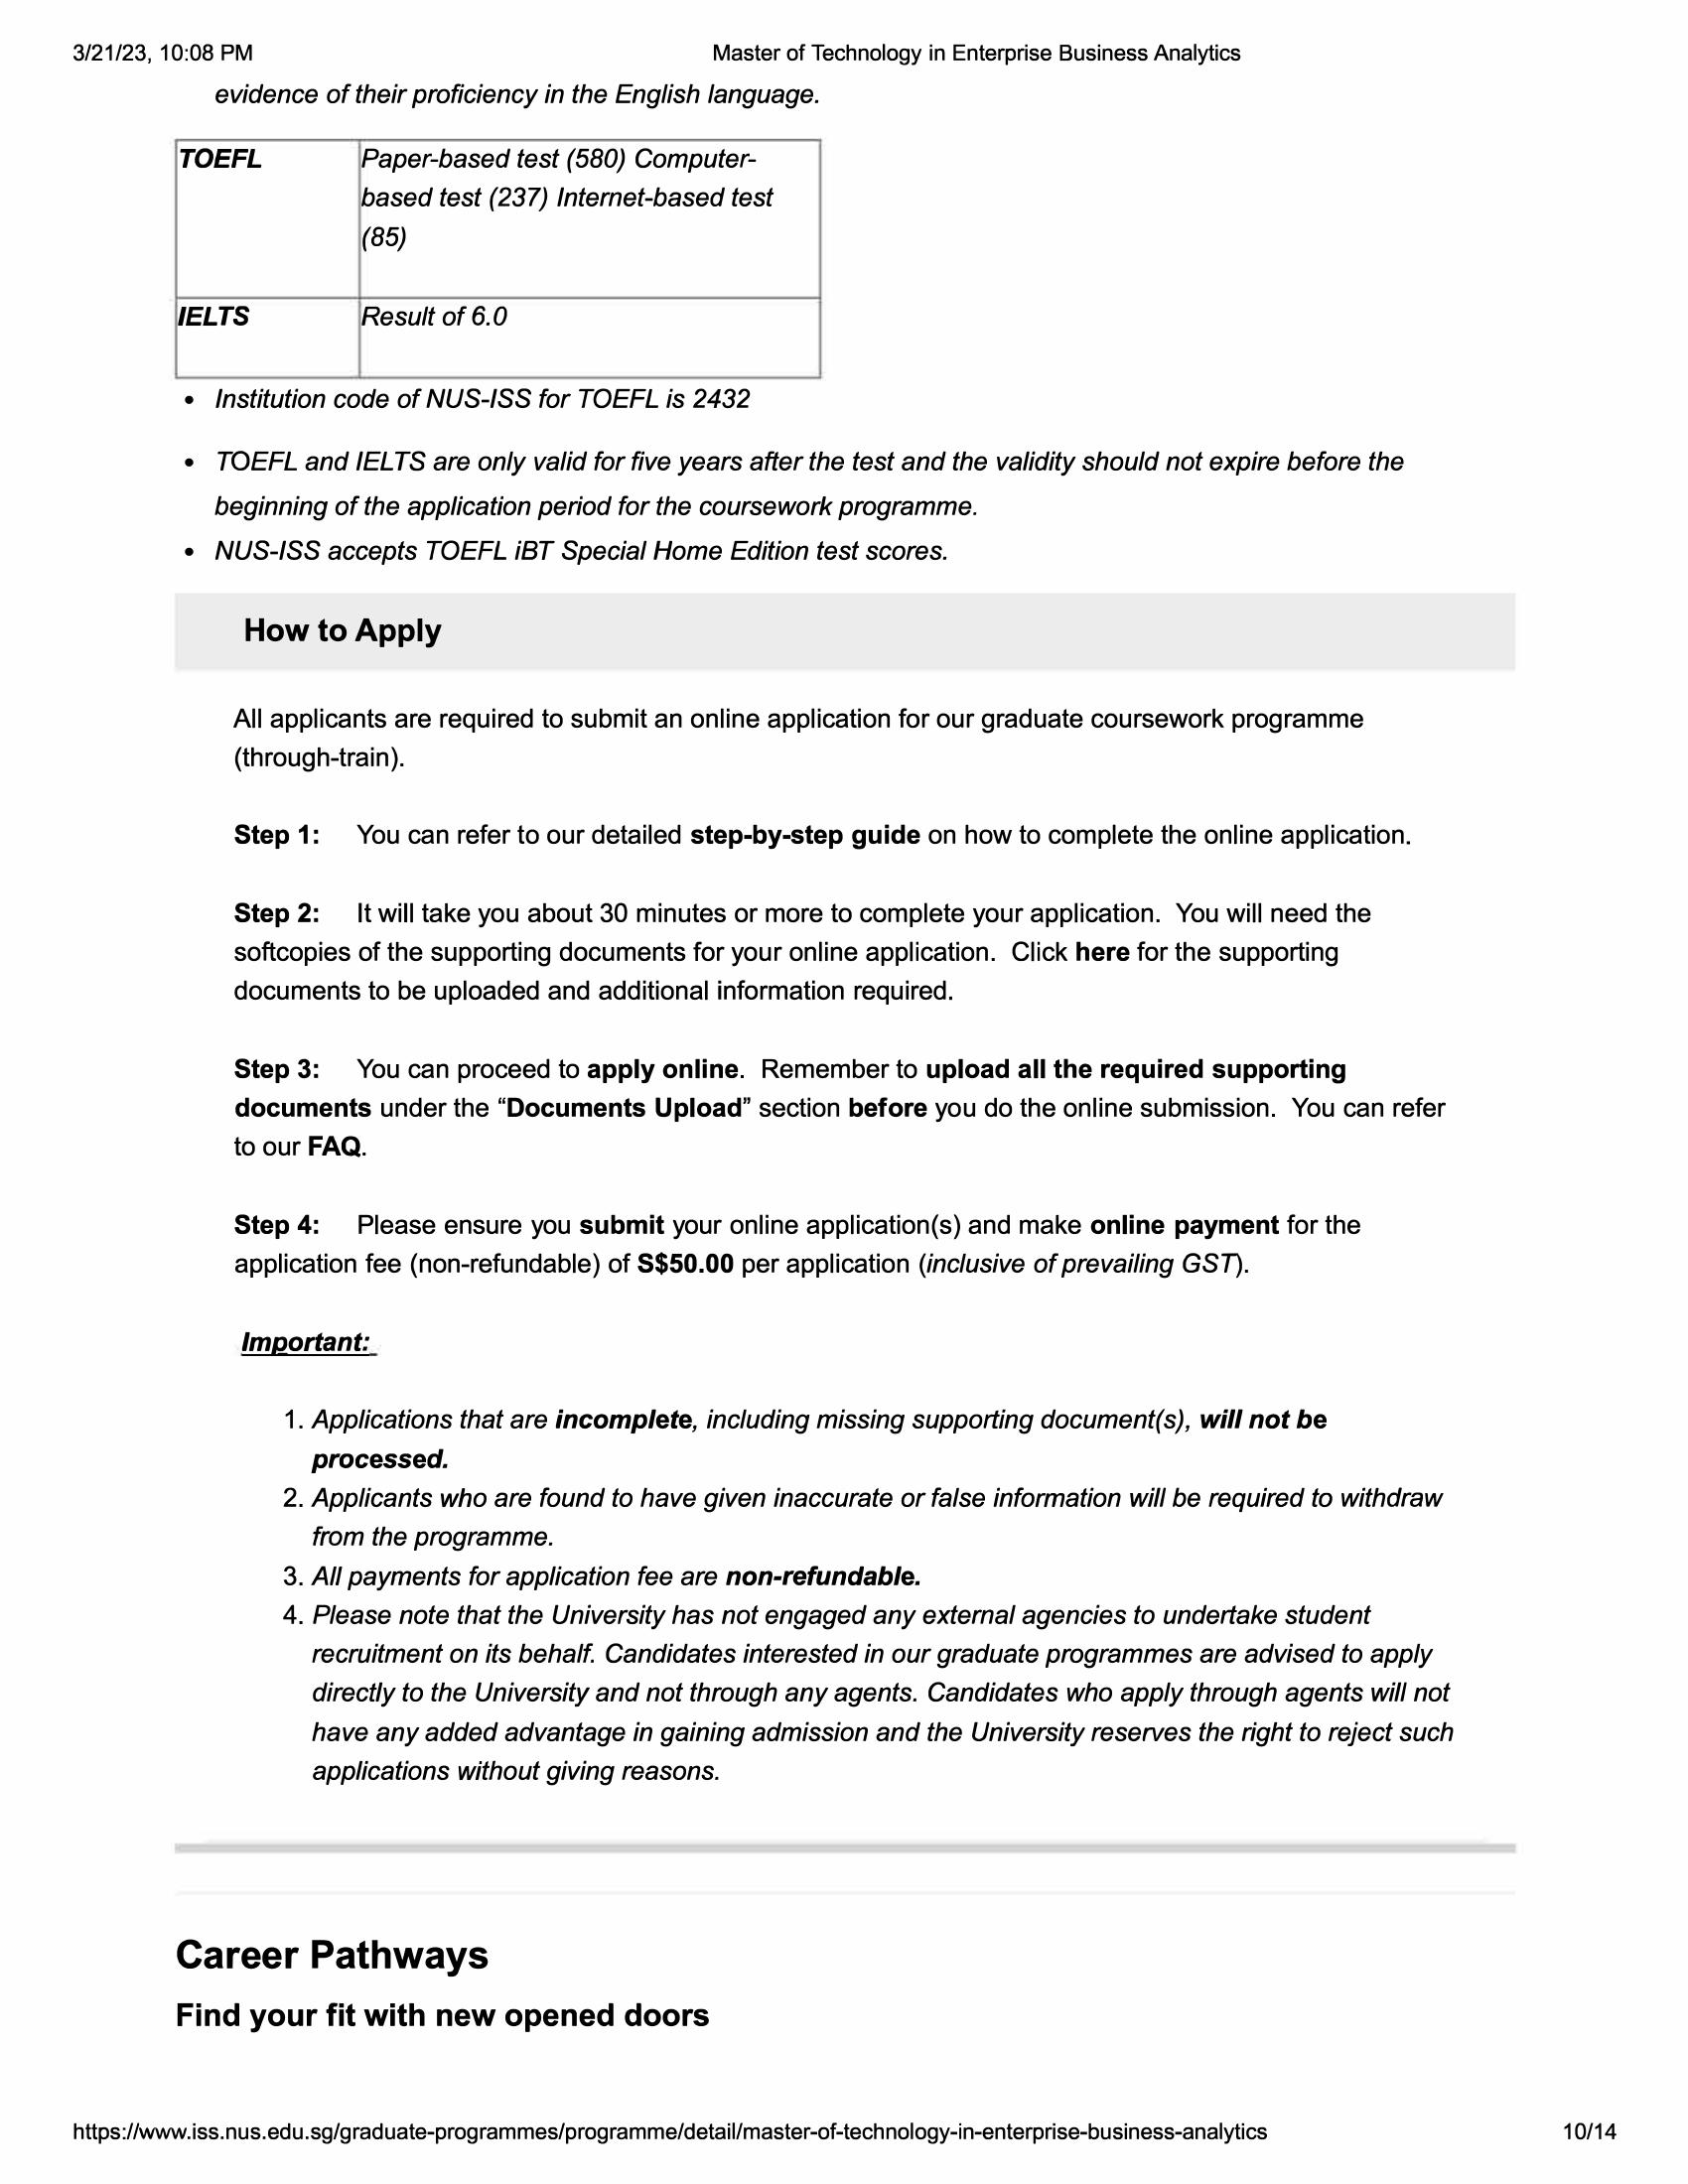 3/21/23, 10:08 PM
Master of Technology in Enterprise Business Analytics
evidence of their proficiency in the English language.
TOEFL
Paper-based test (580) Computer-
based test (237) Internet-based test
(85)
IELTS
Result of 6.0
• Institution code of NUS-ISS for TOEFL is 2432
• TOEFL and IELTS are only valid for five years after the test and the validity should not expire before the
beginning of the application period for the coursework programme.
• NUS-ISS accepts TOEFL iBT Special Home Edition test scores.
How to Apply
All applicants are required to submit an online application for our graduate coursework programme
(through-train).
Step 1: You can refer to our detailed step-by-step guide on how to complete the online application.
Step 2: It will take you about 30 minutes or more to complete your application. You will need the
softcopies of the supporting documents for your online application. Click here for the supporting
documents to be uploaded and additional information required.
Step 3: You can proceed to apply online. Remember to upload all the required supporting
documents under the “Documents Upload” section before you do the online submission. You can refer
to our FAQ.
Step 4: Please ensure you submit your online application(s) and make online payment for the
application fee (non-refundable) of S$50.00 per application (inclusive of prevailing GST).
Important:
1. Applications that are incomplete, including missing supporting document(s), will not be
processed.
2. Applicants who are found to have given inaccurate or false information will be required to withdraw
from the programme.
3. All payments for application fee are non-refundable.
4. Please note that the University has not engaged any external agencies to undertake student
recruitment on its behalf. Candidates interested in our graduate programmes are advised to apply
directly to the University and not through any agents. Candidates who apply through agents will not
have any added advantage in gaining admission and the University reserves the right to reject such
applications without giving reasons.
Career Pathways
Find your fit with new opened doors
https://www.iss.nus.edu.sg/graduate-programmes/programme/detail/master-of-technology-in-enterprise-business-analytics
10/14